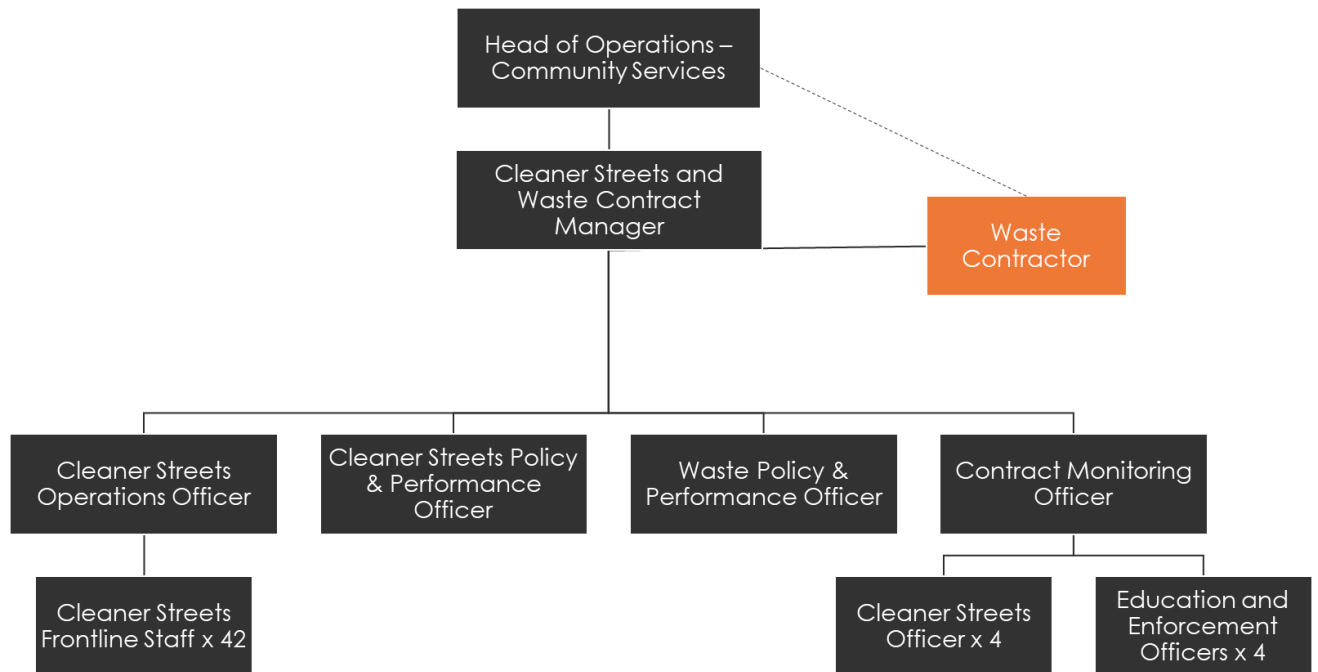 Head of Operations –
Community Services
Cleaner Streets and
Waste Contract
Manager
Waste
Contractor
Cleaner Streets
Operations Officer
Cleaner Streets Policy
& Performance
Officer
Waste Policy &
Performance Officer
Contract Monitoring
Officer
Cleaner Streets
Frontline Staff x 42
Cleaner Streets
Officer x 4
Education and
Enforcement
Officers x 4